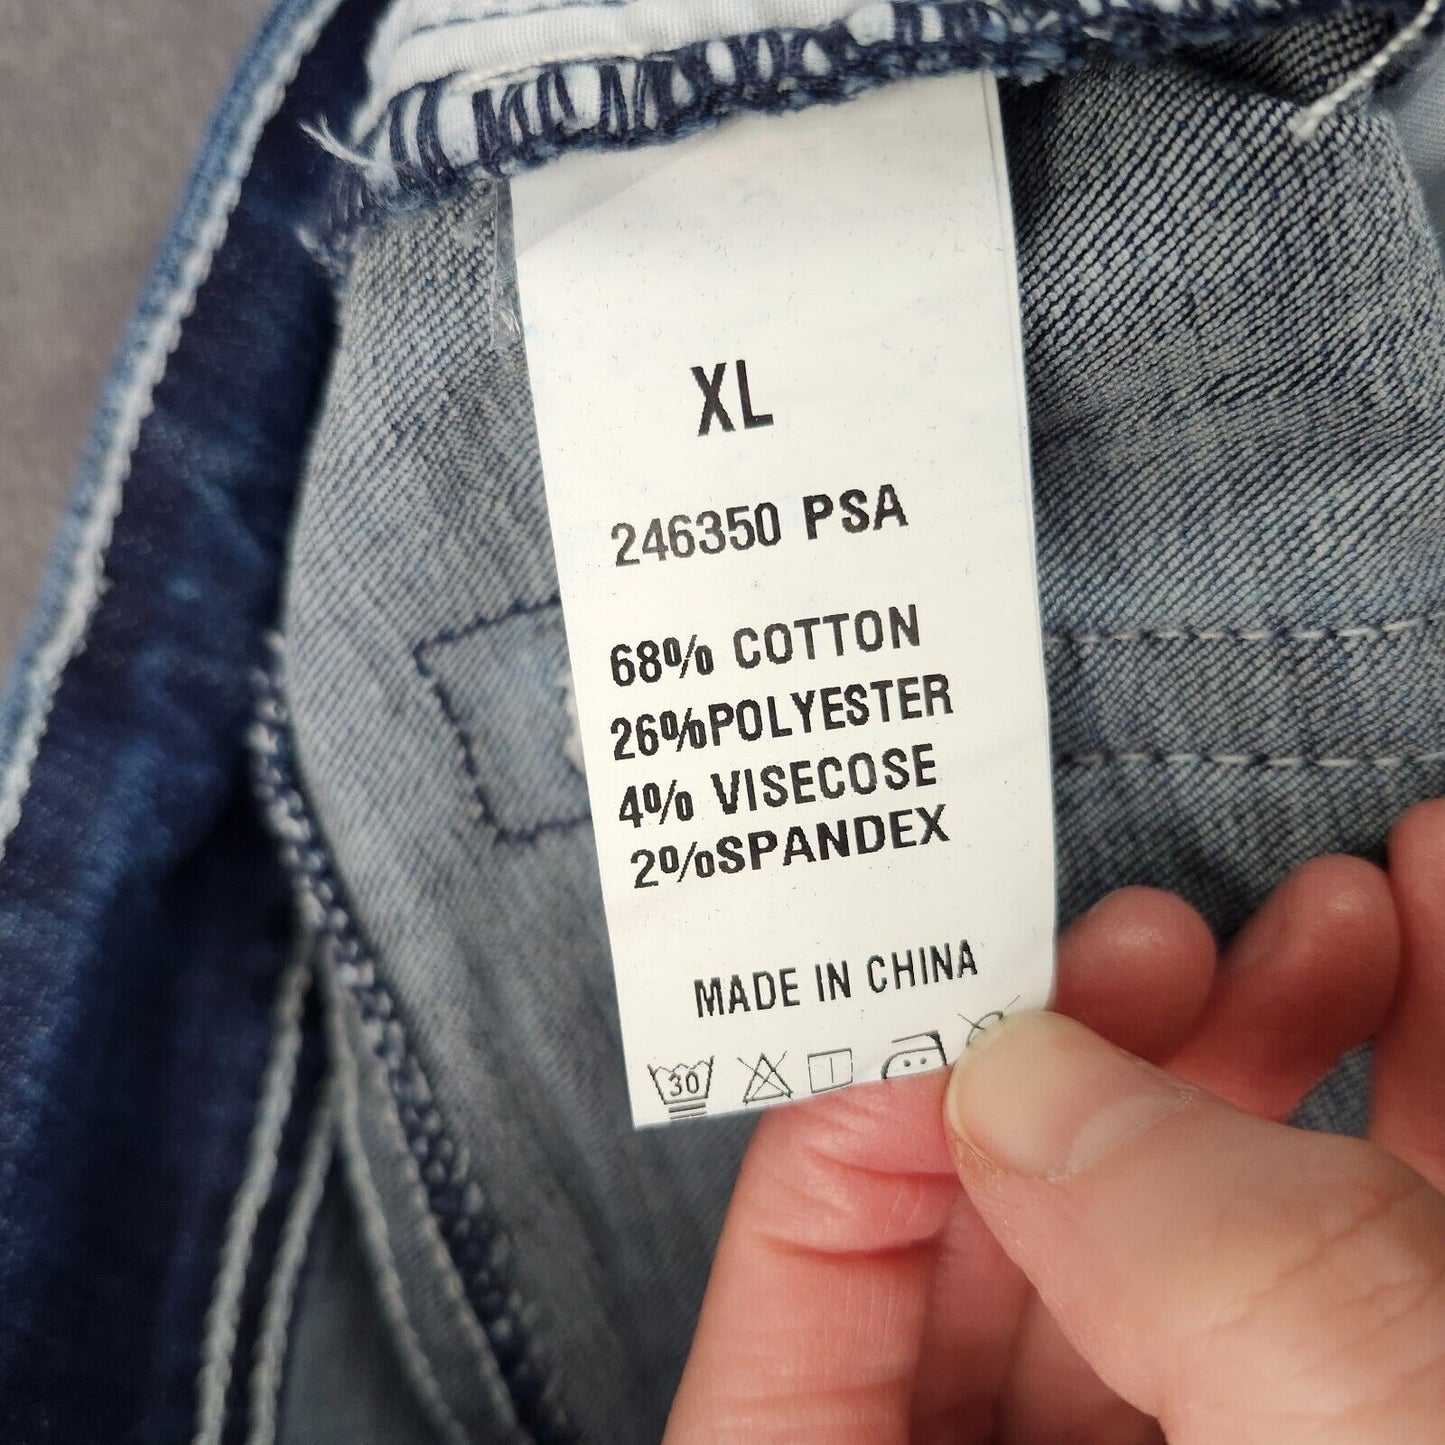 XL
246350 PSA
68% COTTON
26%POLYESTER
4% VISECOSE
2%SPANDEX
MADE IN CHINA
30